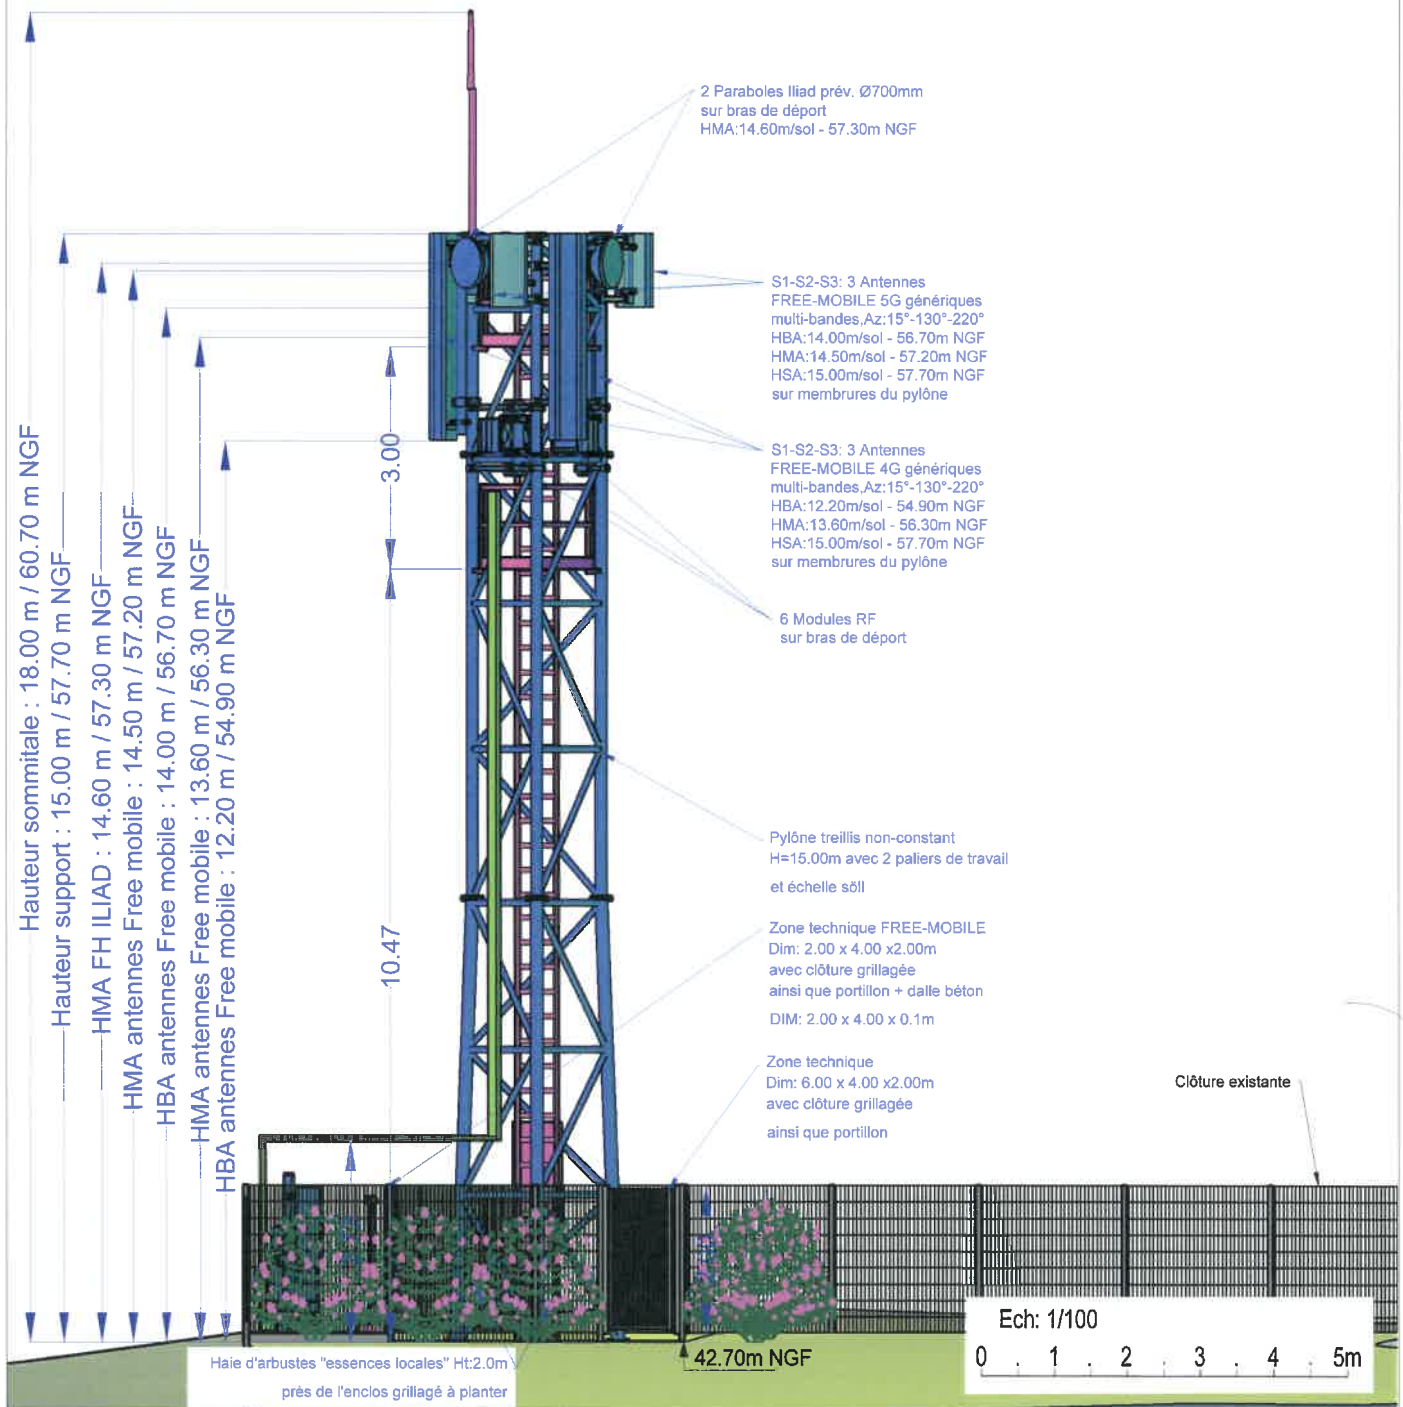 2 Paraboles Iliad prév. Ø700mm
sur bras de déport
HMA:14.60m/sol - 57.30m NGF
S1-S2-S3: 3 Antennes
FREE-MOBILE 5G génériques
multi-bandes,Az:15°-130°-220°
HBA:14.00m/sol - 56.70m NGF
HMA:14.50m/sol - 57.20m NGF
HSA:15.00m/sol - 57.70m NGF
sur membrures du pylône
S1-S2-S3: 3 Antennes
FREE-MOBILE 4G génériques
multi-bandes,Az:15°-130°-220°
HBA:12.20m/sol - 54.90m NGF
HMA:13.60m/sol - 56.30m NGF
HSA:15.00m/sol - 57.70m NGF
sur membrures du pylône
6 Modules RF
sur bras de déport
Pylône treillis non-constant
H=15.00m avec 2 paliers de travail
et échelle söll
Zone technique FREE-MOBILE
Dim: 2.00 x 4.00 x2.00m
avec clôture grillagée
ainsi que portillon + dalle béton
DIM: 2.00 x 4.00 x 0.1m
Zone technique
Dim: 6.00 x 4.00 x2.00m
avec clôture grillagée
ainsi que portillon
Clôture existante
Hauteur sommitale : 18.00 m / 60.70 m NGF
Hauteur support : 15.00 m / 57.70 m NGF
HMA FH ILIAD : 14.60 m / 57.30 m NGF
HMA antennes Free mobile : 14.50 m / 57.20 m NGF
HBA antennes Free mobile : 14.00 m / 56.70 m NGF
HMA antennes Free mobile : 13.60 m / 56.30 m NGF
HBA antennes Free mobile : 12.20 m / 54.90 m NGF
3.00
10.47
Haie d'arbustes "essences locales" Ht:2.0m
près de l'enclos grillagé à planter
42.70m NGF
Ech: 1/100
0 1 2 3 4 5m